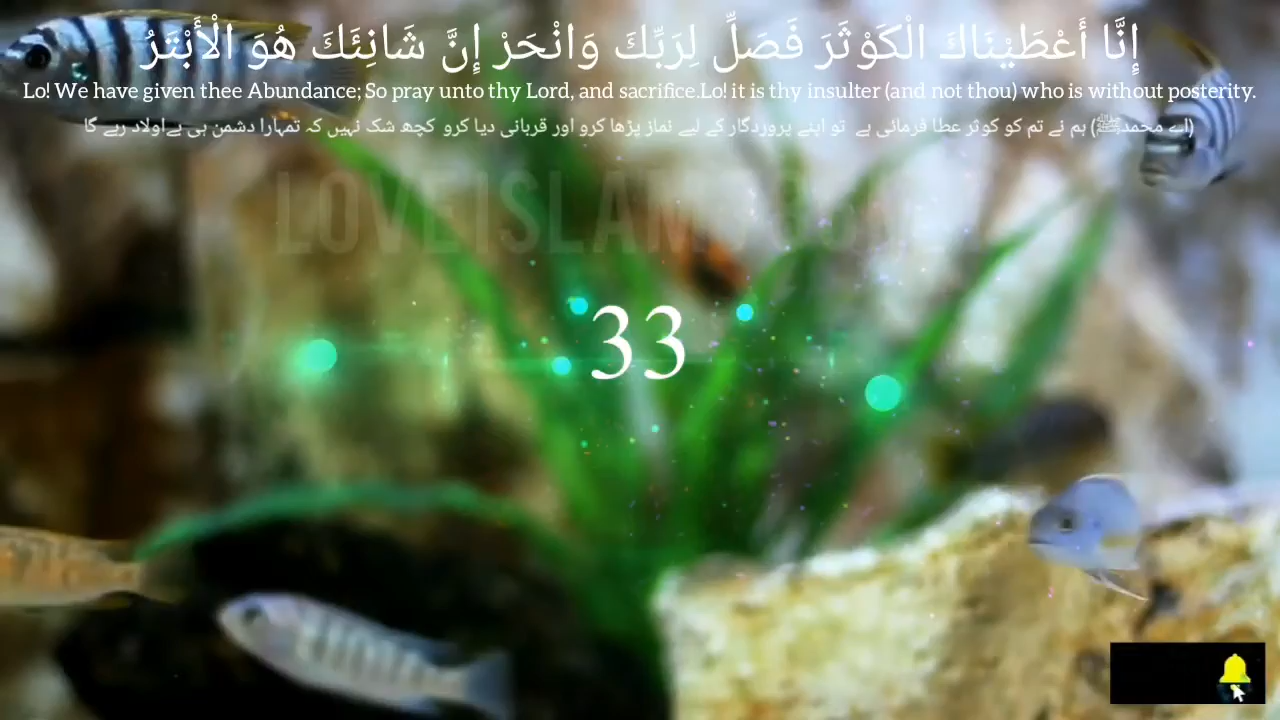 إِنَّا أَعْطَيْنَاكَ الْكَوْثَرَ فَصَلِّ لِرَبِّكَ وَانْحَرْ إِنَّ شَانِئَكَ هُوَ الْأَبْتَرُ
Lo! We have given thee Abundance; So pray unto thy Lord, and sacrifice.Lo! it is thy insulter (and not thou) who is without posterity.
(اے محمدﷺ) ہم نے تم کو کوثر عطا فرمائی ہے تو اپنے پروردگار کے لیے نماز پڑھا کرو اور قربانی دیا کرو کچھ شک نہیں کہ تمہارا دشمن ہی بےاولاد رہے گا
33